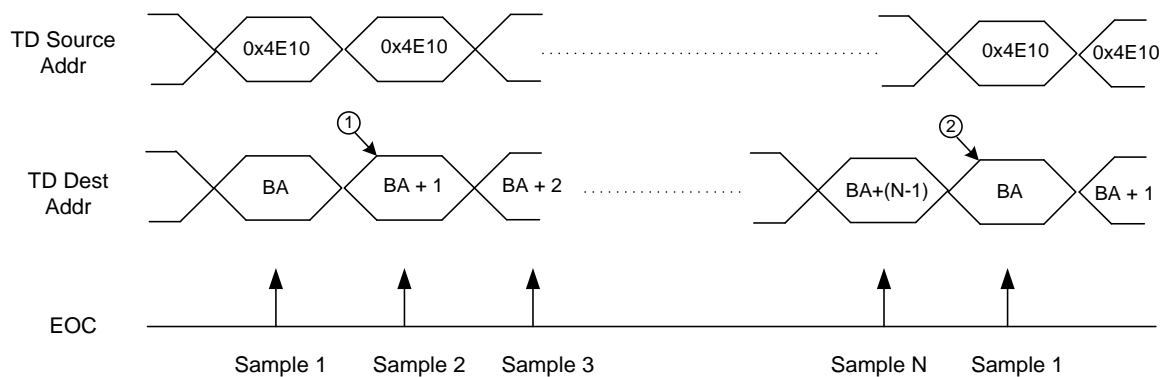 TD Source
Addr
0x4E10
0x4E10
0x4E10
0x4E10
1
2
TD Dest
Addr
BA
BA + 1
BA + 2
BA+(N-1)
BA
BA + 1
EOC
Sample 1
Sample 2
Sample 3
Sample N
Sample 1